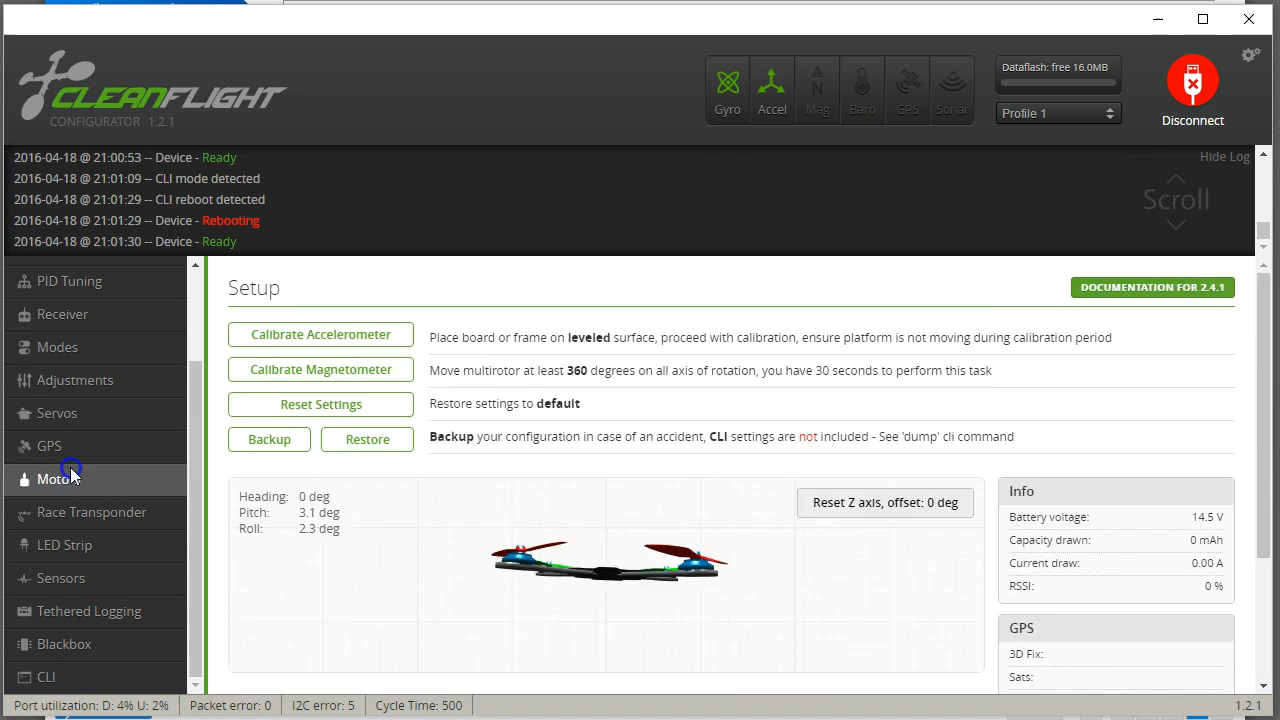 CLEANFLIGHT
CONFIGURATOR 1.2.1
Gyro
Accel
Mag
Baro
GPS
Sonar
Dataflash: free 16.0MB
Profile 1
Disconnect
Hide Log
Scroll
2016-04-18 @ 21:00:53 -- Device - Ready
2016-04-18 @ 21:01:09 -- CLI mode detected
2016-04-18 @ 21:01:29 -- CLI reboot detected
2016-04-18 @ 21:01:29 -- Device - Rebooting
2016-04-18 @ 21:01:30 -- Device - Ready
PID Tuning
Receiver
Modes
Adjustments
Servos
GPS
Moto
Race Transponder
LED Strip
Sensors
Tethered Logging
Blackbox
CLI
Setup
DOCUMENTATION FOR 2.4.1
Calibrate Accelerometer
Place board or frame on leveled surface, proceed with calibration, ensure platform is not moving during calibration period
Calibrate Magnetometer
Move multirotor at least 360 degrees on all axis of rotation, you have 30 seconds to perform this task
Reset Settings
Restore settings to default
Backup Restore
Backup your configuration in case of an accident, CLI settings are not included - See 'dump' cli command
Heading: 0 deg
Pitch: 3.1 deg
Roll: 2.3 deg
Reset Z axis, offset: 0 deg
Info
Battery voltage: 14.5 V
Capacity drawn: 0 mAh
Current draw: 0.00 A
RSSI: 0 %
GPS
3D Fix:
Sats:
Port utilization: D: 4% U: 2%
Packet error: 0
I2C error: 5
Cycle Time: 500
1.2.1